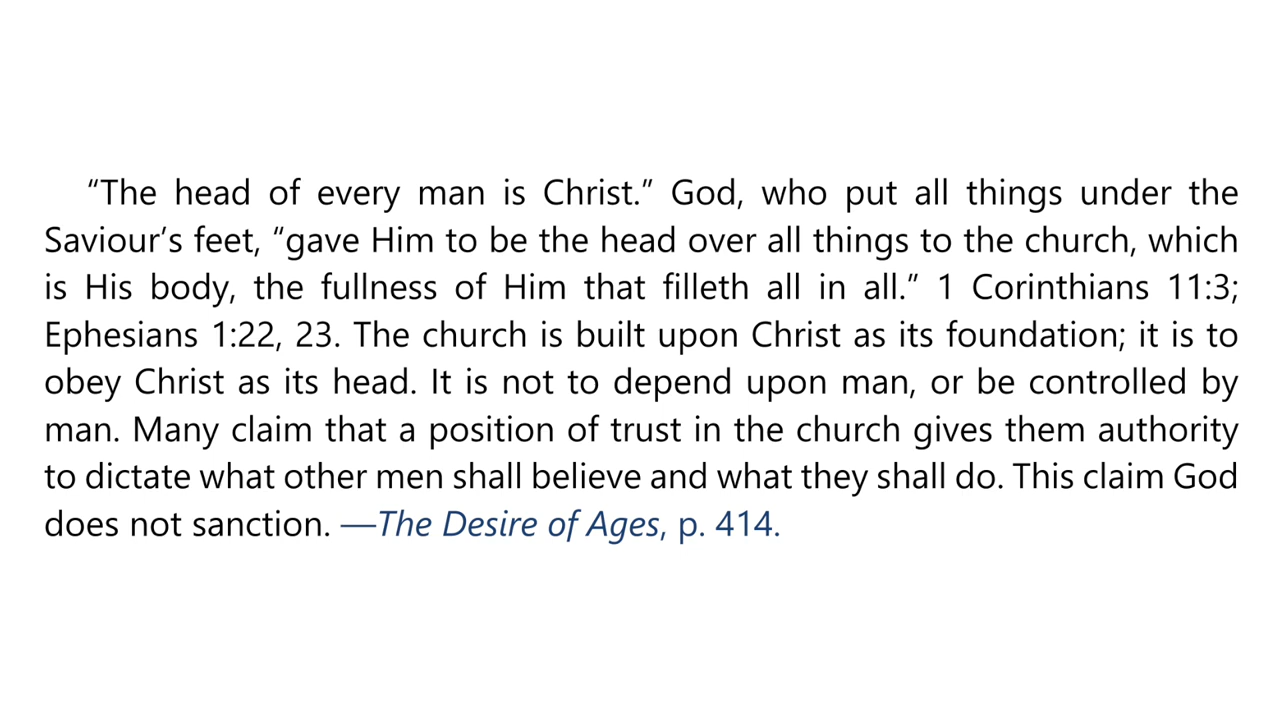 “The head of every man is Christ.” God, who put all things under the
Saviour’s feet, “gave Him to be the head over all things to the church, which
is His body, the fullness of Him that filleth all in all.” 1 Corinthians 11:3;
Ephesians 1:22, 23. The church is built upon Christ as its foundation; it is to
obey Christ as its head. It is not to depend upon man, or be controlled by
man. Many claim that a position of trust in the church gives them authority
to dictate what other men shall believe and what they shall do. This claim God
does not sanction. —The Desire of Ages, p. 414.